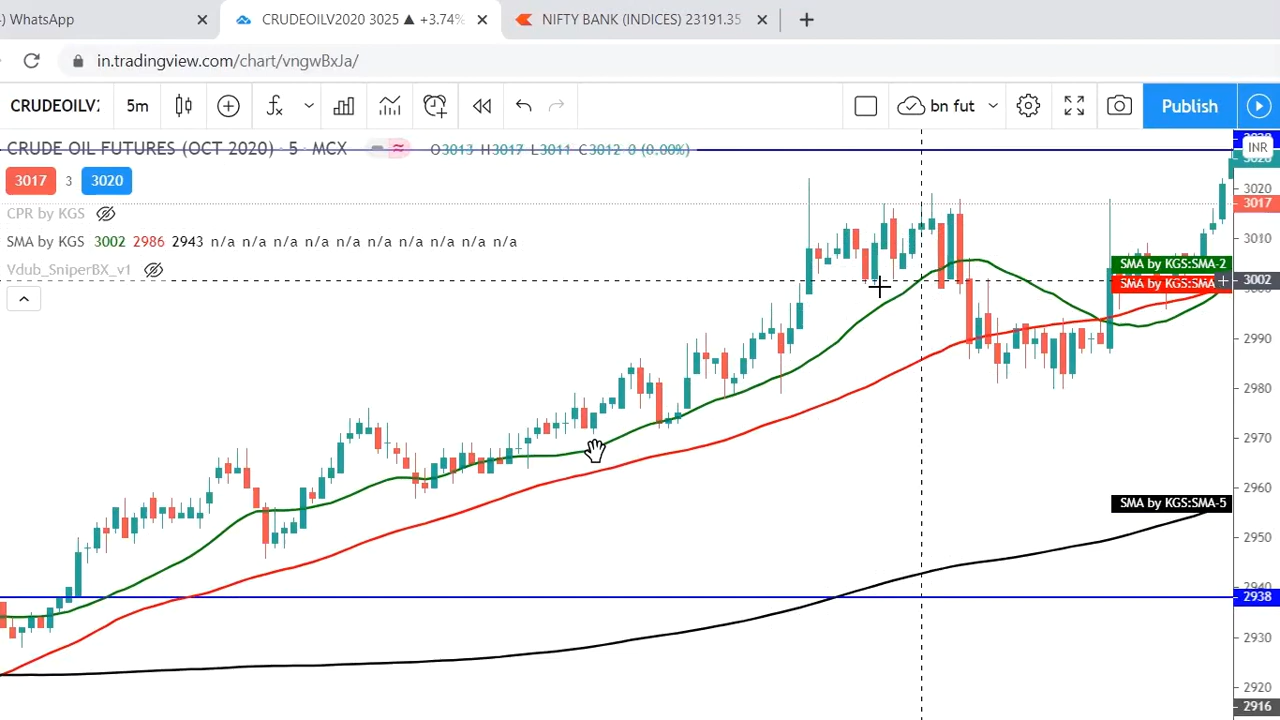 WhatsApp
CRUDEOILV2020 3025 ▲ +3.74%
NIFTY BANK (INDICES) 23191.35
in.tradingview.com/chart/vngwBxJa/
CRUDEOILV
5m
bn fut
Publish
CRUDE OIL FUTURES (OCT 2020) · 5 · MCX
O3013 H3017 L3011 C3012 0 (0.00%)
INR
3017 3 3020
CPR by KGS
SMA by KGS 3002 2986 2943 n/a n/a n/a n/a n/a n/a n/a n/a n/a n/a
Vdub_SniperBX_v1
3020
3017
3010
SMA by KGS:SMA-2
SMA by KGS:SMA
3002
2990
2980
2970
2960
SMA by KGS:SMA-5
2950
2940
2938
2930
2920
2916